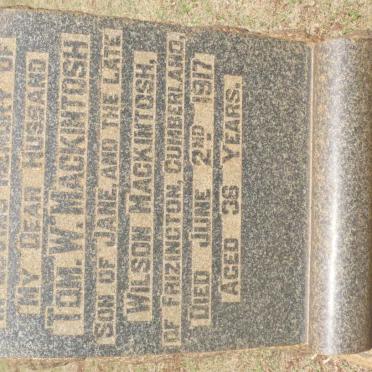 MY DEAR HUSBAND
TOM. W. MACKINTOSH
SON OF JANE, AND THE LATE
WILSON MACKINTOSH,
OF FRIZINGTON, CUMBERLAND,
DIED JUNE 2ND 1917
AGED 36 YEARS.